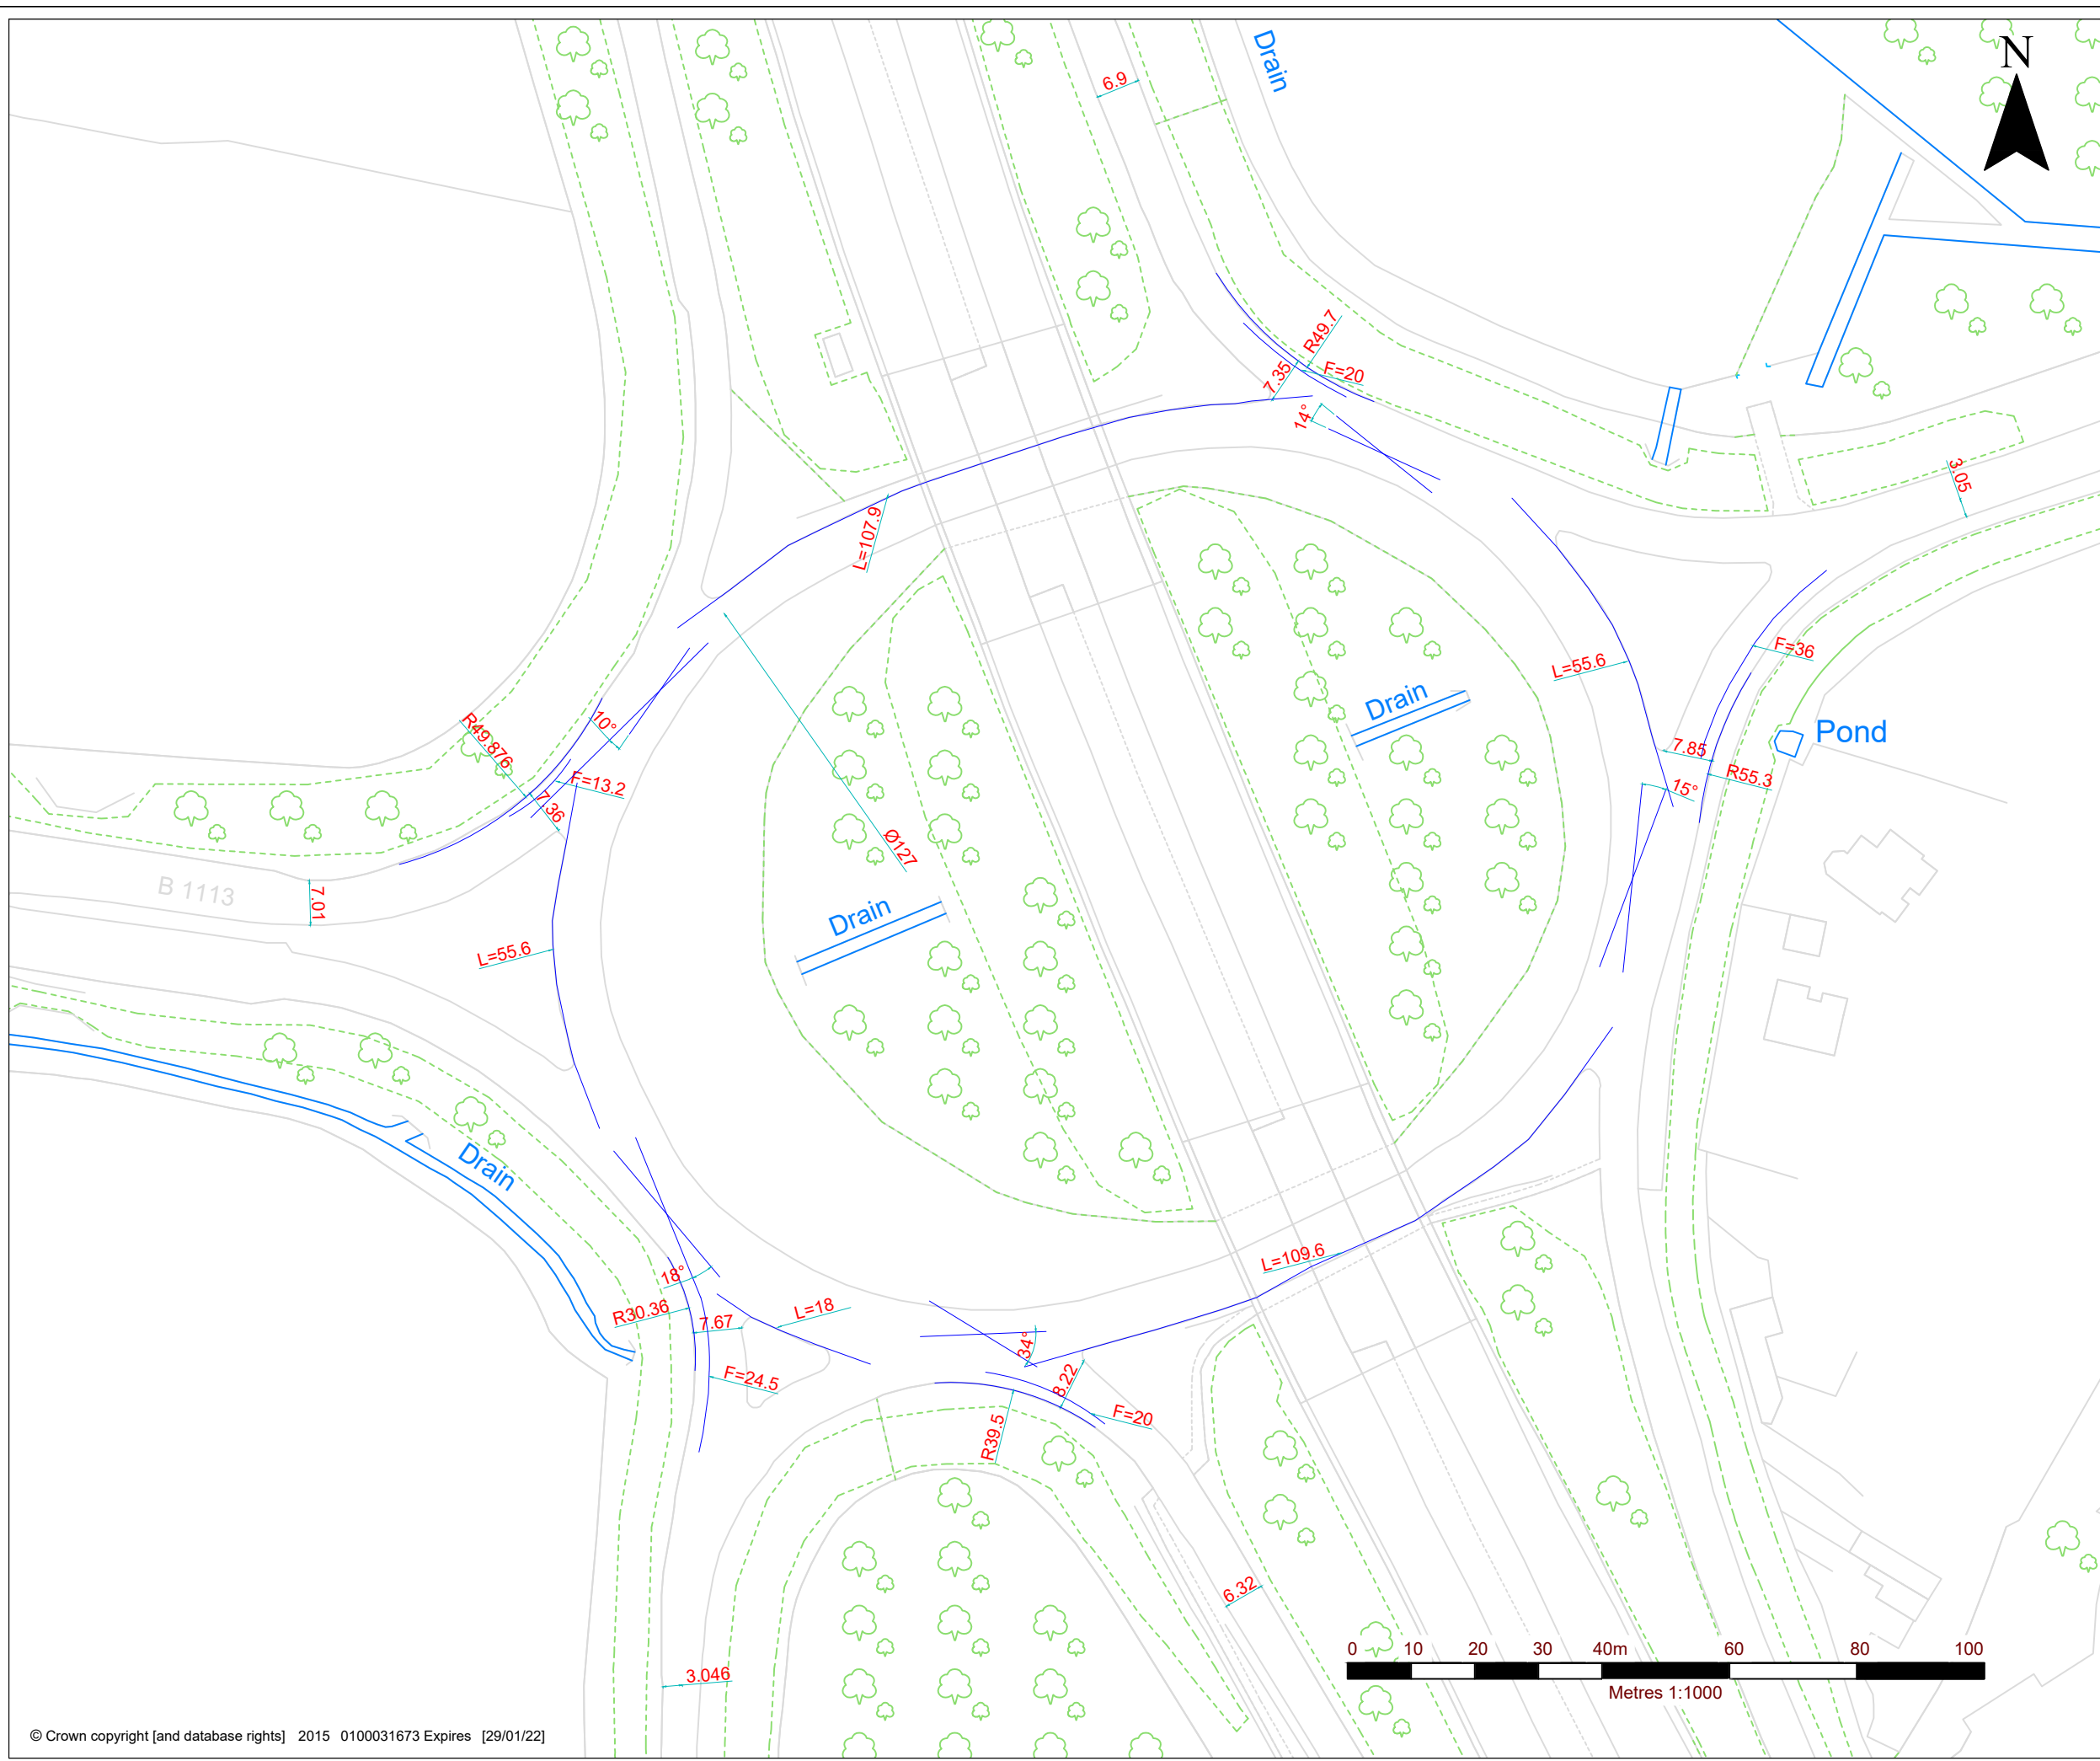 Drain
N
6.9
R49.7
F=20
7.35
14°
3.05
L=107.9
L=55.6
F=36
Drain
Pond
10°
R49.876
7.85
R55.3
15°
F=13.2
7.36
Ø127
B 1113
7.01
Drain
L=55.6
Drain
L=109.6
18°
R30.36
7.67
L=18
34°
F=24.5
8.22
F=20
R39.5
6.32
0 10 20 30 40m 60 80 100
3.046
Metres 1:1000
© Crown copyright [and database rights] 2015 0100031673 Expires [29/01/22]